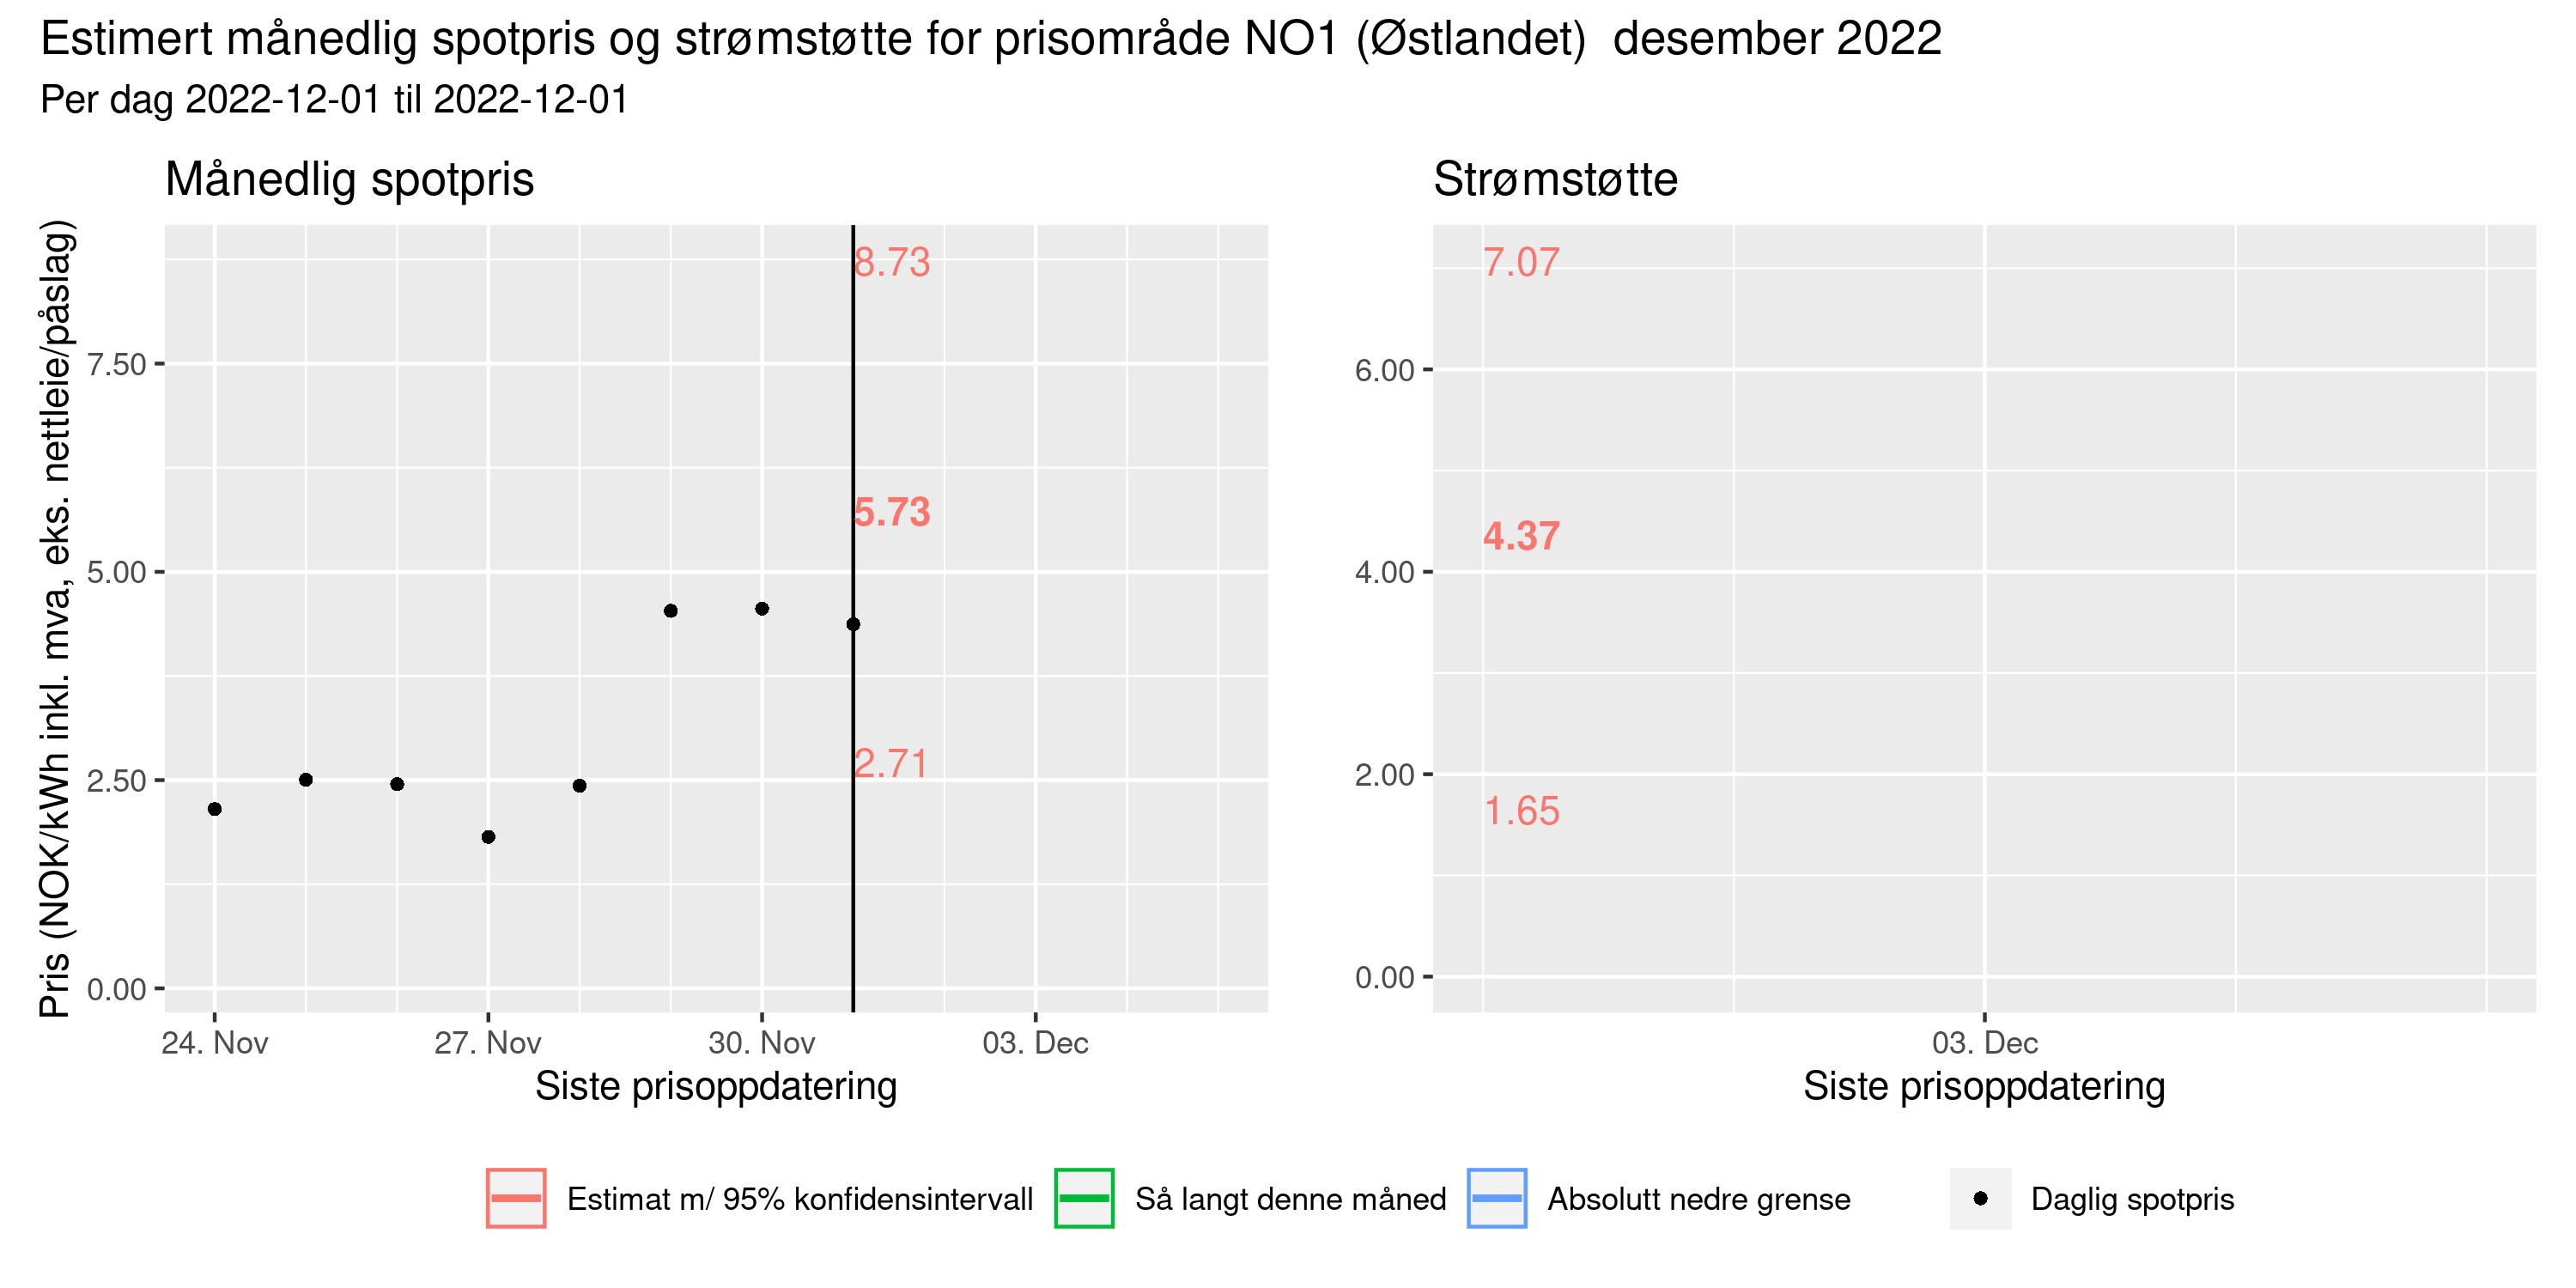 Estimert månedlig spotpris og strømstøtte for prisområde NO1 (Østlandet)  desember 2022
Per dag 2022-12-01 til 2022-12-01
Månedlig spotpris
Pris (NOK/kWh inkl. mva, eks. nettleie/påslag)
7.50
5.00
2.50
0.00
8.73
5.73
2.71
24. Nov
27. Nov
30. Nov
03. Dec
Siste prisoppdatering
Strømstøtte
6.00
4.00
2.00
0.00
7.07
4.37
1.65
03. Dec
Siste prisoppdatering
Estimat m/ 95% konfidensintervall
Så langt denne måned
Absolutt nedre grense
Daglig spotpris